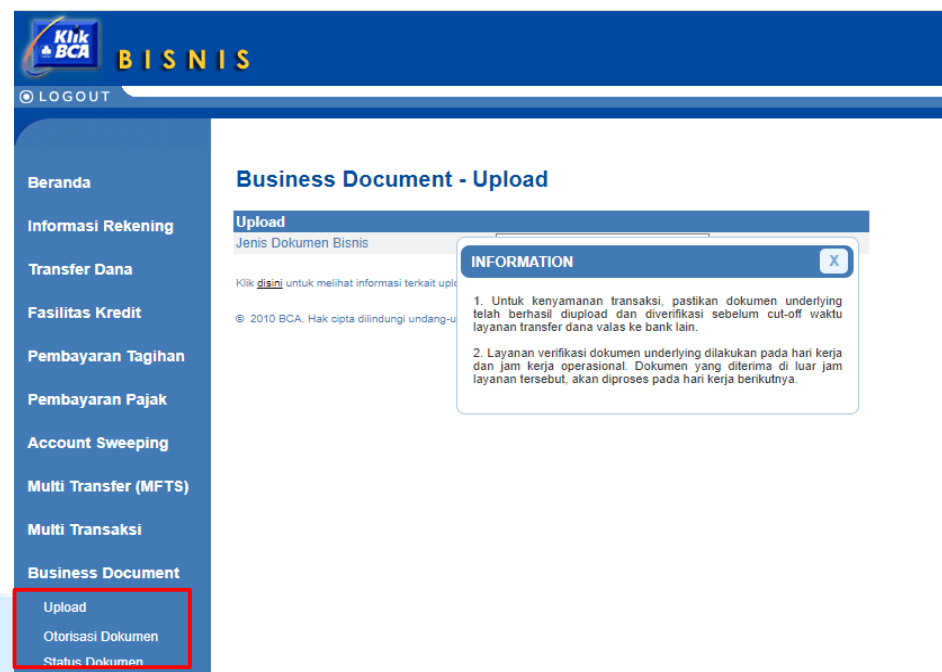 Klik
BCA
BISNIS
LOGOUT
Beranda
Informasi Rekening
Transfer Dana
Fasilitas Kredit
Pembayaran Tagihan
Pembayaran Pajak
Account Sweeping
Multi Transfer (MFTS)
Multi Transaksi
Business Document
Upload
Otorisasi Dokumen
Status Dokumen
Business Document - Upload
Upload
Jenis Dokumen Bisnis
Klik disini untuk melihat informasi terkait
© 2010 BCA. Hak cipta dilindungi
INFORMATION
X
1. Untuk kenyamanan transaksi, pastikan dokumen underlying
telah berhasil diupload dan diverifikasi sebelum cut-off waktu
layanan transfer dana valas ke bank lain.
2. Layanan verifikasi dokumen underlying dilakukan pada hari kerja
dan jam kerja operasional. Dokumen yang diterima di luar jam
layanan tersebut, akan diproses pada hari kerja berikutnya.